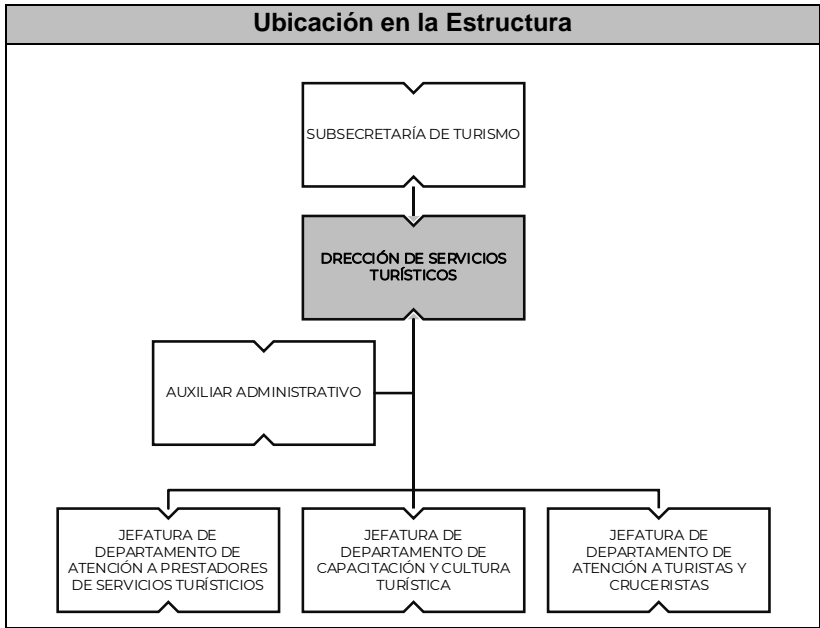 Ubicación en la Estructura
SUBSECRETARÍA DE TURISMO
DRECCIÓN DE SERVICIOS
TURÍSTICOS
AUXILIAR ADMINISTRATIVO
JEFATURA DE
DEPARTAMENTO DE
ATENCIÓN A PRESTADORES
DE SERVICIOS TURÍSTICIOS
JEFATURA DE
DEPARTAMENTO DE
CAPACITACIÓN Y CULTURA
TURÍSTICA
JEFATURA DE
DEPARTAMENTO DE
ATENCIÓN A TURISTAS Y
CRUCERISTAS